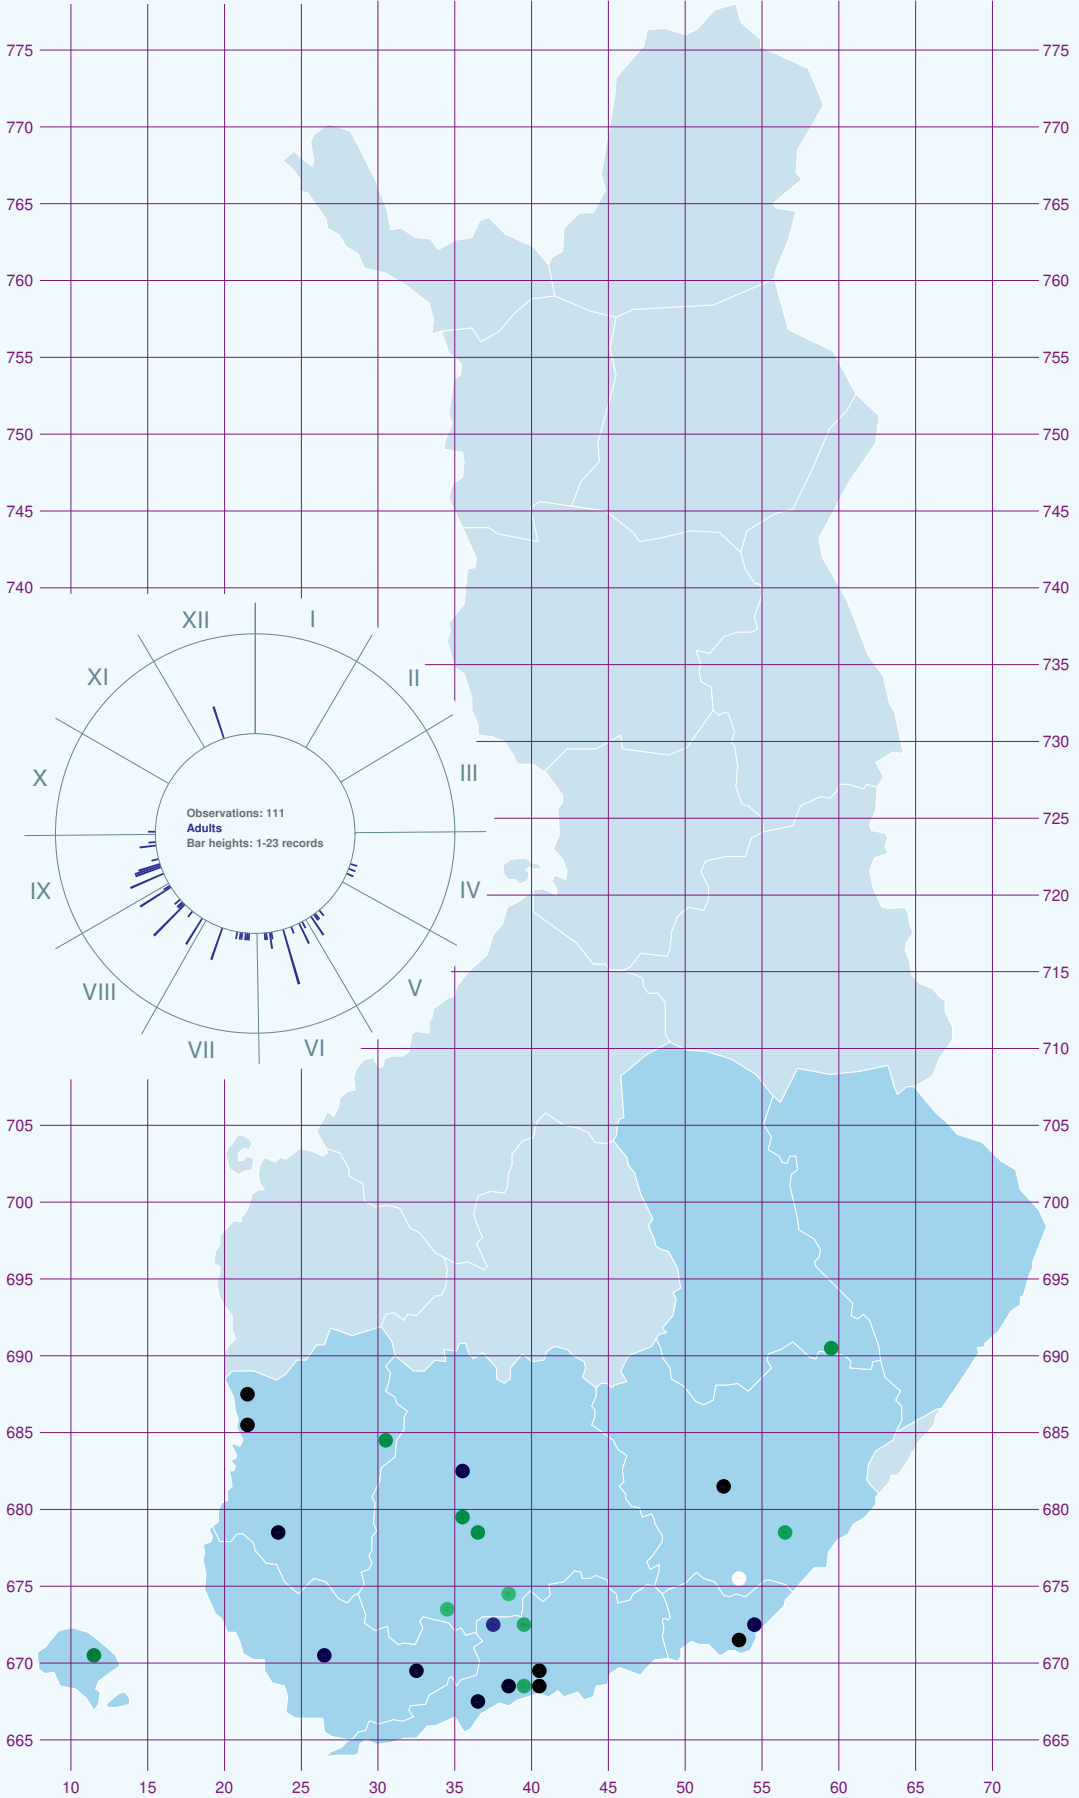 775 775
770 770
765 765
760 760
755 755
750 750
745 745
740 740
XII I
XI II
735 735
730 730
X III
Observations: 111
725 725
Adults
Bar heights: 1-23 records
IX IV
720 720
715 715
VIII V
VII VI
710 710
705 705
700 700
695 695
690 690
685 685
680 680
675 675
670 670
665 665
10 15 20 25 30 35 40 45 50 55 60 65 70